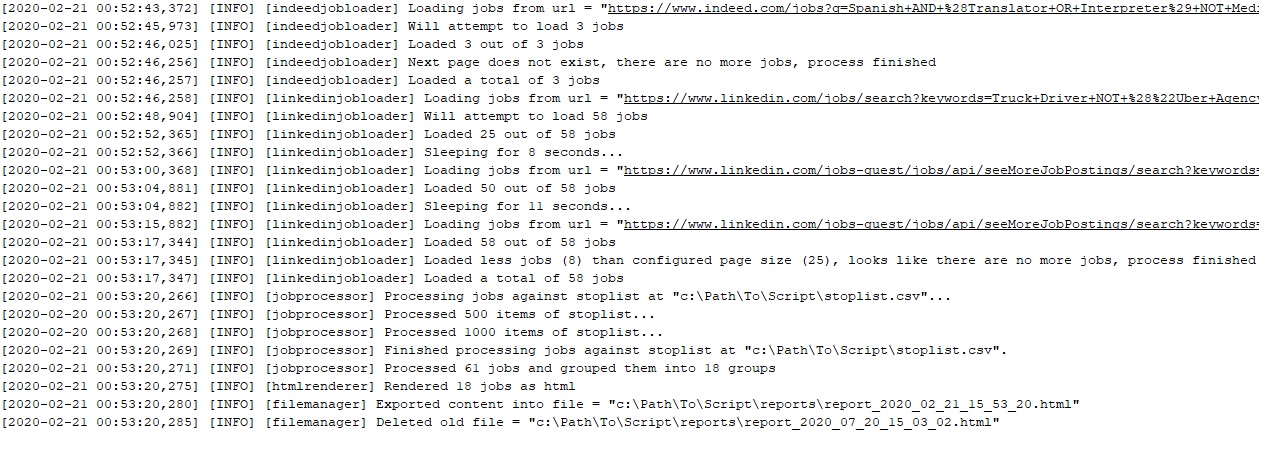 [2020-02-21 00:52:43,372] [INFO] [indeedjobloader] Loading jobs from url = "https://www.indeed.com/jobs?q=Spanish+AND+%28Translator+OR+Interpreter%29+NOT+Medi
[2020-02-21 00:52:45,973] [INFO] [indeedjobloader] Will attempt to load 3 jobs
[2020-02-21 00:52:46,025] [INFO] [indeedjobloader] Loaded 3 out of 3 jobs
[2020-02-21 00:52:46,256] [INFO] [indeedjobloader] Next page does not exist, there are no more jobs, process finished
[2020-02-21 00:52:46,257] [INFO] [indeedjobloader] Loaded a total of 3 jobs
[2020-02-21 00:52:46,258] [INFO] [linkedinjobloader] Loading jobs from url = "https://www.linkedin.com/jobs/search?keywords=Truck+Driver+NOT+%28%22Uber+Agency
[2020-02-21 00:52:48,904] [INFO] [linkedinjobloader] Will attempt to load 58 jobs
[2020-02-21 00:52:52,365] [INFO] [linkedinjobloader] Loaded 25 out of 58 jobs
[2020-02-21 00:52:52,366] [INFO] [linkedinjobloader] Sleeping for 8 seconds...
[2020-02-21 00:53:00,368] [INFO] [linkedinjobloader] Loading jobs from url = "https://www.linkedin.com/jobs-guest/jobs/api/seeMoreJobPostings/search?keywords=
[2020-02-21 00:53:04,881] [INFO] [linkedinjobloader] Loaded 50 out of 58 jobs
[2020-02-21 00:53:04,882] [INFO] [linkedinjobloader] Sleeping for 11 seconds...
[2020-02-21 00:53:15,882] [INFO] [linkedinjobloader] Loading jobs from url = "https://www.linkedin.com/jobs-guest/jobs/api/seeMoreJobPostings/search?keywords=
[2020-02-21 00:53:17,344] [INFO] [linkedinjobloader] Loaded 58 out of 58 jobs
[2020-02-21 00:53:17,345] [INFO] [linkedinjobloader] Loaded less jobs (8) than configured page size (25), looks like there are no more jobs, process finished
[2020-02-21 00:53:17,347] [INFO] [linkedinjobloader] Loaded a total of 58 jobs
[2020-02-21 00:53:20,266] [INFO] [jobprocessor] Processing jobs against stoplist at "c:\Path\To\Script\stoplist.csv"...
[2020-02-20 00:53:20,267] [INFO] [jobprocessor] Processed 500 items of stoplist...
[2020-02-20 00:53:20,268] [INFO] [jobprocessor] Processed 1000 items of stoplist...
[2020-02-21 00:53:20,269] [INFO] [jobprocessor] Finished processing jobs against stoplist at "c:\Path\To\Script\stoplist.csv".
[2020-02-21 00:53:20,271] [INFO] [jobprocessor] Processed 61 jobs and grouped them into 18 groups
[2020-02-21 00:53:20,275] [INFO] [htmlrenderer] Rendered 18 jobs as html
[2020-02-21 00:53:20,280] [INFO] [filemanager] Exported content into file = "c:\Path\To\Script\reports\report_2020_02_21_15_53_20.html"
[2020-02-21 00:53:20,285] [INFO] [filemanager] Deleted old file = "c:\Path\To\Script\reports\report_2020_07_20_15_03_02.html"